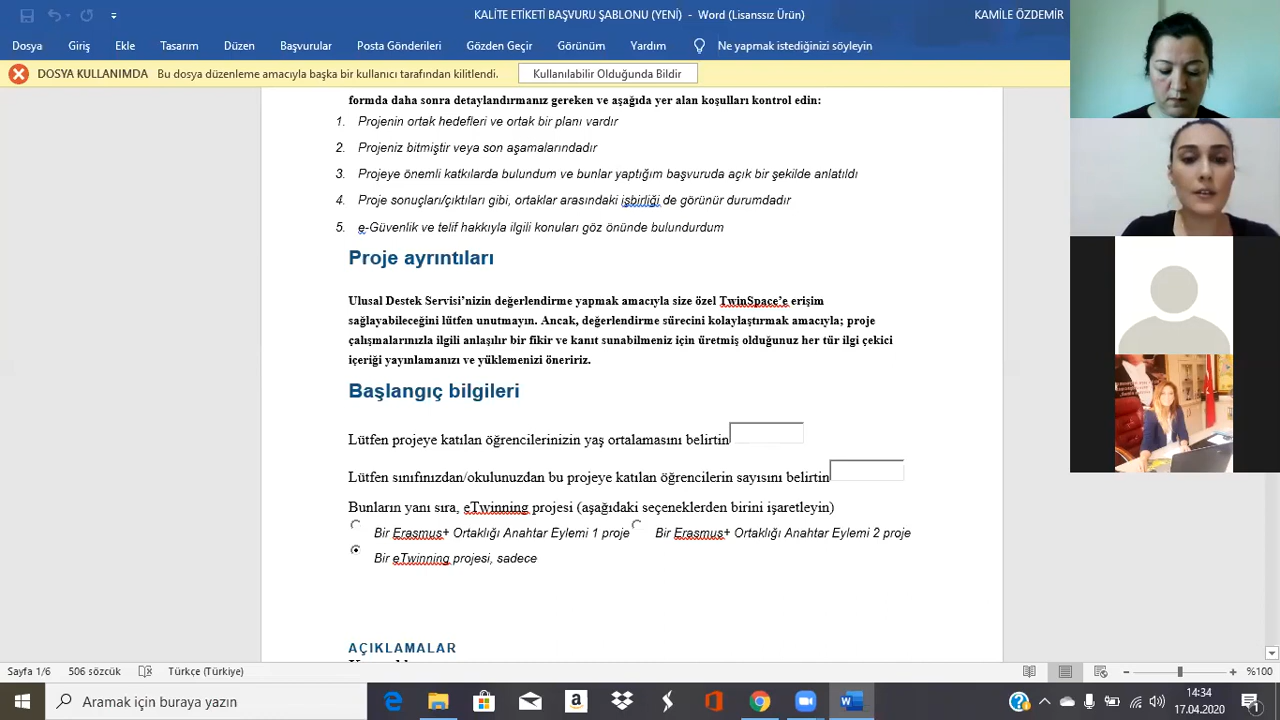 KALİTE ETİKETİ BAŞVURU ŞABLONU (YENİ) - Word (Lisanssız Ürün)
KAMİLE ÖZDEMİR
Dosya Giriş Ekle Tasarım Düzen Başvurular Posta Gönderileri Gözden Geçir Görünüm Yardım Ne yapmak istediğinizi söyleyin
DOSYA KULLANIMDA Bu dosya düzenleme amacıyla başka bir kullanıcı tarafından kilitlendi. Kullanılabilir Olduğunda Bildir
formda daha sonra detaylandırmanız gereken ve aşağıda yer alan koşulları kontrol edin:
1. Projenin ortak hedefleri ve ortak bir planı vardır
2. Projeniz bitmiştir veya son aşamalarındadır
3. Projeye önemli katkılarda bulundum ve bunlar yaptığım başvuruda açık bir şekilde anlatıldı
4. Proje sonuçları/çıktıları gibi, ortaklar arasındaki işbirliği de görünür durumdadır
5. e-Güvenlik ve telif hakkıyla ilgili konuları göz önünde bulundurdum
Proje ayrıntıları
Ulusal Destek Servisi'nizin değerlendirme yapmak amacıyla size özel TwinSpace'e erişim
sağlayabileceğini lütfen unutmayın. Ancak, değerlendirme sürecini kolaylaştırmak amacıyla; proje
çalışmalarınızla ilgili anlaşılır bir fikir ve kanıt sunabilmeniz için üretmiş olduğunuz her tür ilgi çekici
içeriği yayınlamanızı ve yüklemenizi öneririz.
Başlangıç bilgileri
Lütfen projeye katılan öğrencilerinizin yaş ortalamasını belirtin
Lütfen sınıfınızdan/okulunuzdan bu projeye katılan öğrencilerin sayısını belirtin
Bunların yanı sıra, eTwinning projesi (aşağıdaki seçeneklerden birini işaretleyin)
Bir Erasmus+ Ortaklığı Anahtar Eylemi 1 proje Bir Erasmus+ Ortaklığı Anahtar Eylemi 2 proje
Bir eTwinning projesi, sadece
AÇIKLAMALAR
Sayfa 1/6 506 sözcük Türkçe (Türkiye) %100
Aramak için buraya yazın
14:34
17.04.2020